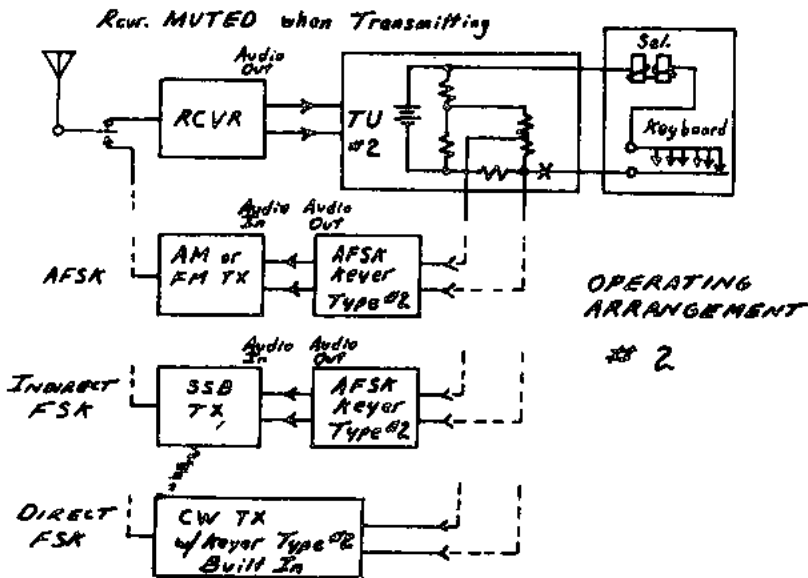 Rcvr. MUTED when Transmitting
Audio
Out
RCVR
TU
#2
Sel.
Keyboard
AFSK
Audio
In
Audio
Out
AM or
FM TX
AFSK
Keyer
Type #2
OPERATING
ARRANGEMENT
# 2
INDIRECT
FSK
Audio
In
Audio
Out
SSB
TX
AFSK
Keyer
Type #2
DIRECT
FSK
CW TX
w/Keyer Type #2
Built In